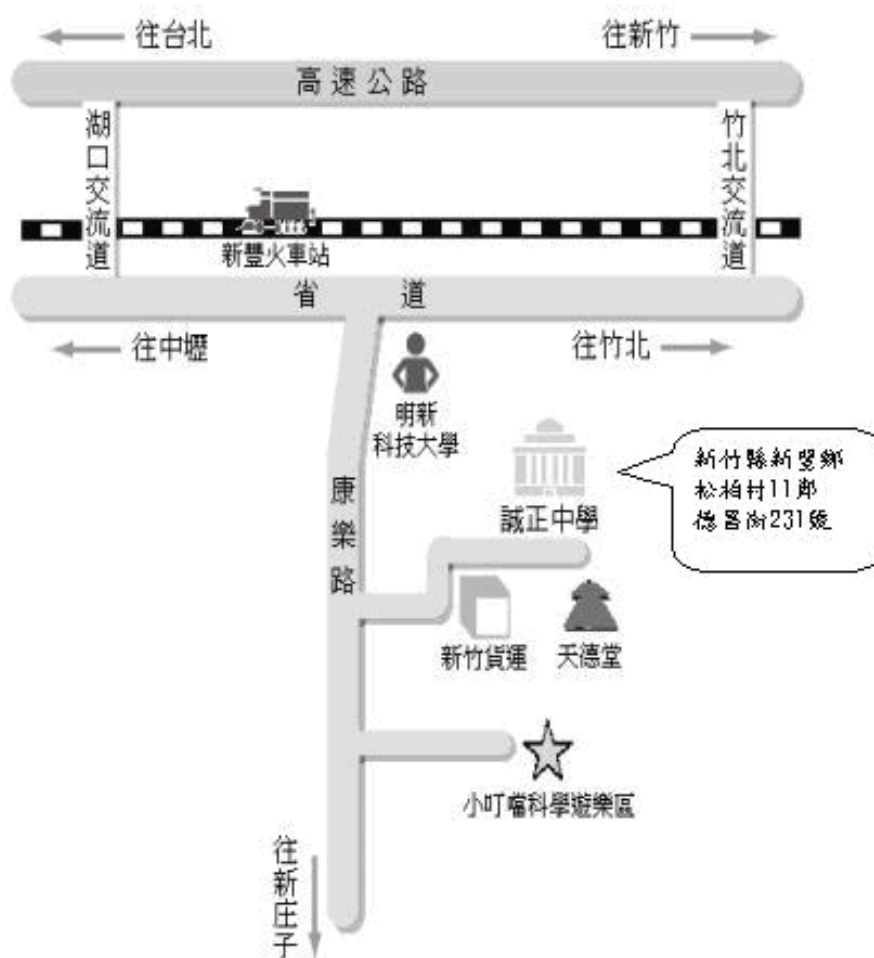 往台北
往新竹
高速公路
湖口交流道
竹北交流道
新豐火車站
省道
往中壢
往竹北
明新
科技大學
新竹縣新豐鄉
松柏村11鄰
德昌街231號
誠正中學
康樂路
新竹貨運
天德堂
小叮噹科學遊樂區
往新庄子